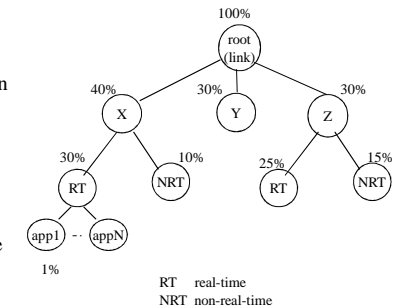 100%
root
(link)
n
40%
30%
30%
X
Y
Z
30%
10%
25%
15%
RT
NRT
RT
NRT
app1
appN
e
1%
RT real-time
NRT non-real-time